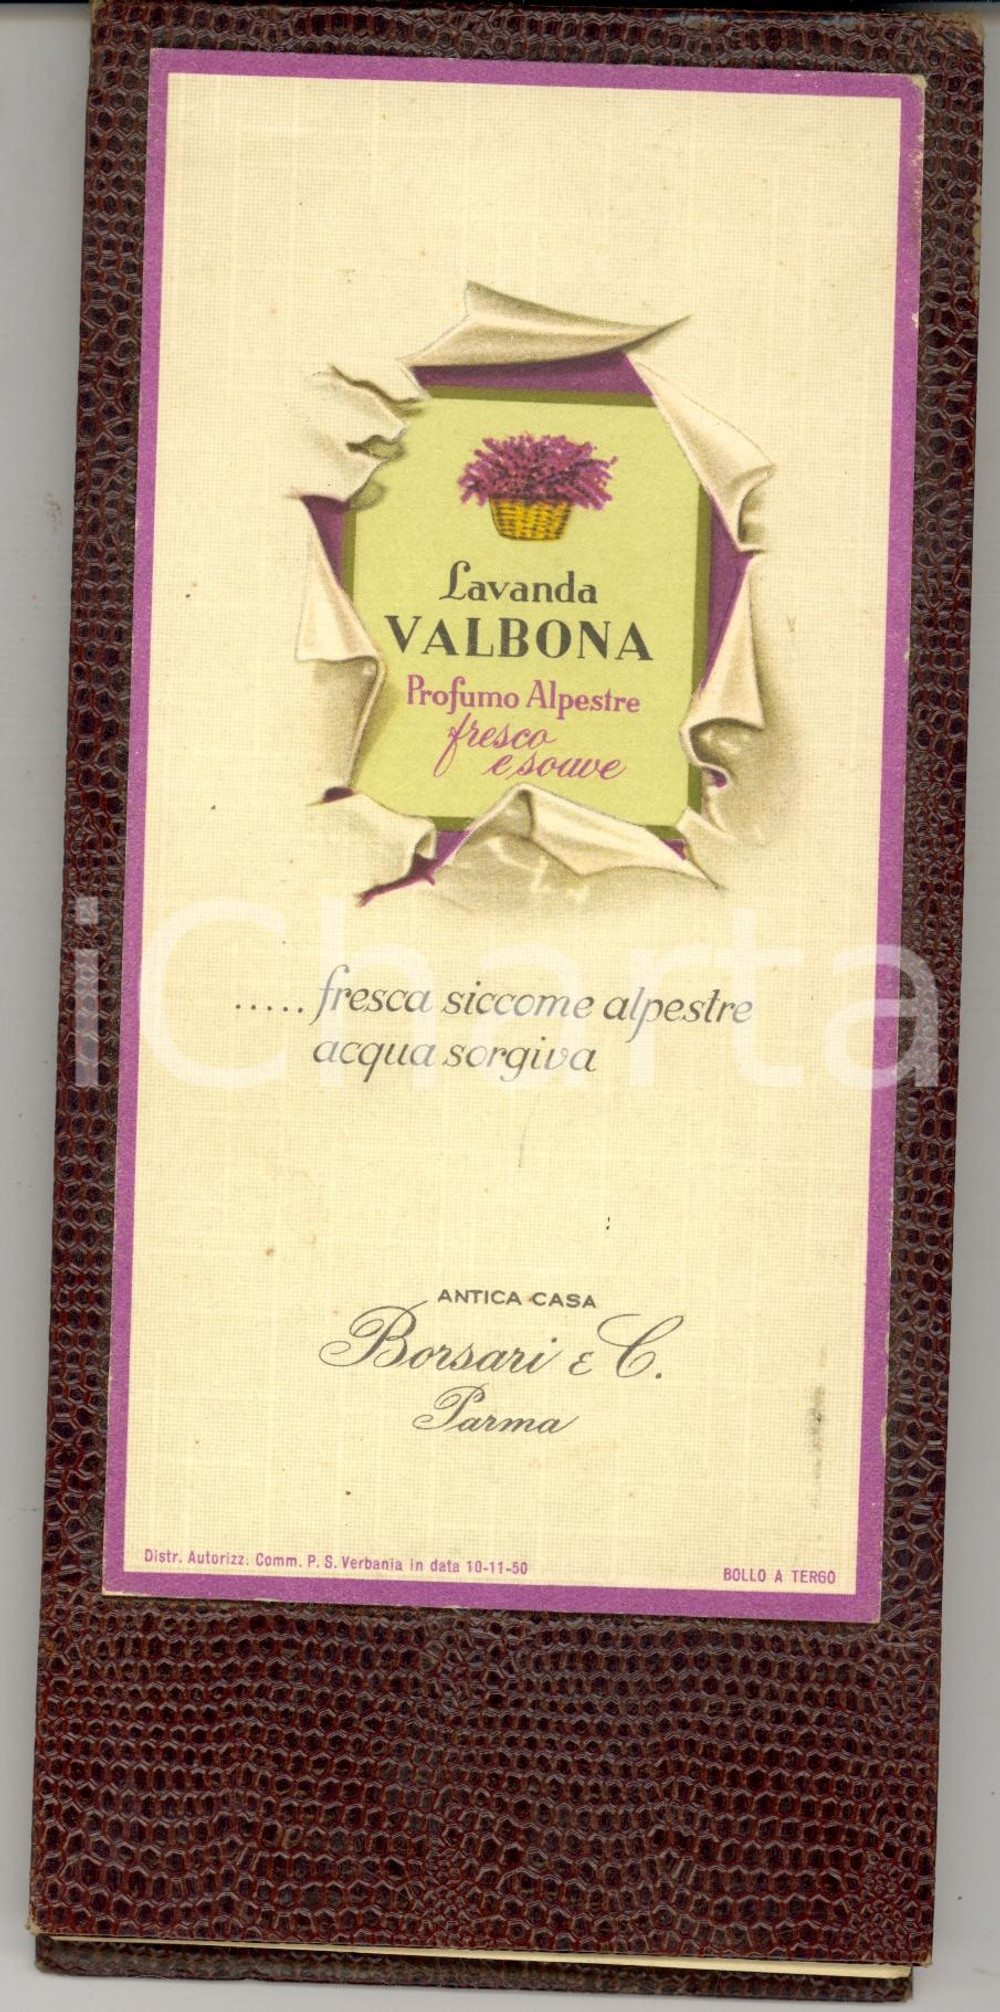 Lavanda
VALBONA
Profumo Alpestre
fresco
e soave
..... fresca siccome alpestre
acqua sorgiva
iCharta
ANTICA CASA
Borsari & C.
Parma
Distr. Autorizz. Comm. P. S. Verbania in data 10-11-50
BOLLO A TERGO